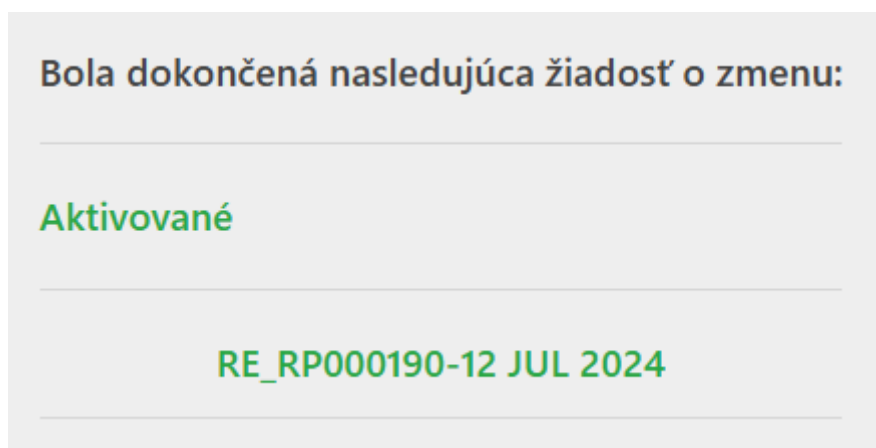 Bola dokončená nasledujúca žiadosť o zmenu:
Aktivované
RE_RP000190-12 JUL 2024